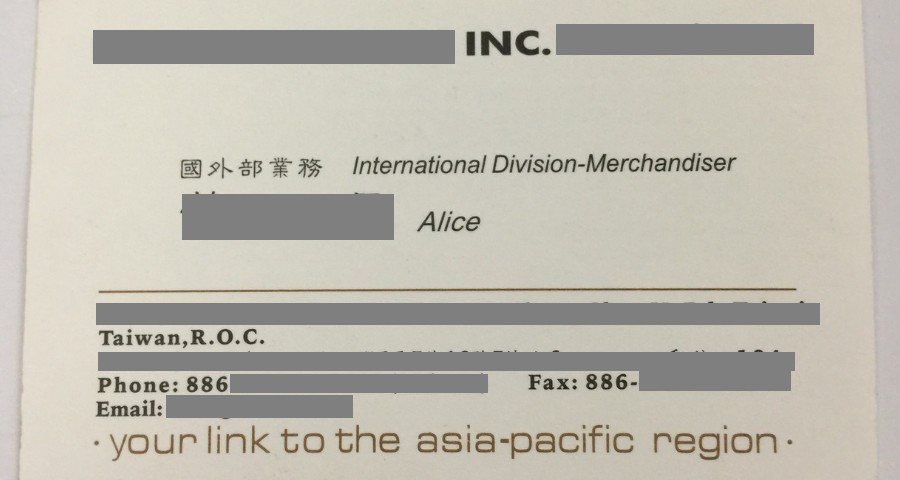 INC.
國外部業務 International Division-Merchandiser
Alice
Taiwan,R.O.C.
Phone: 886 Fax: 886-
Email:
·your link to the asia-pacific region·